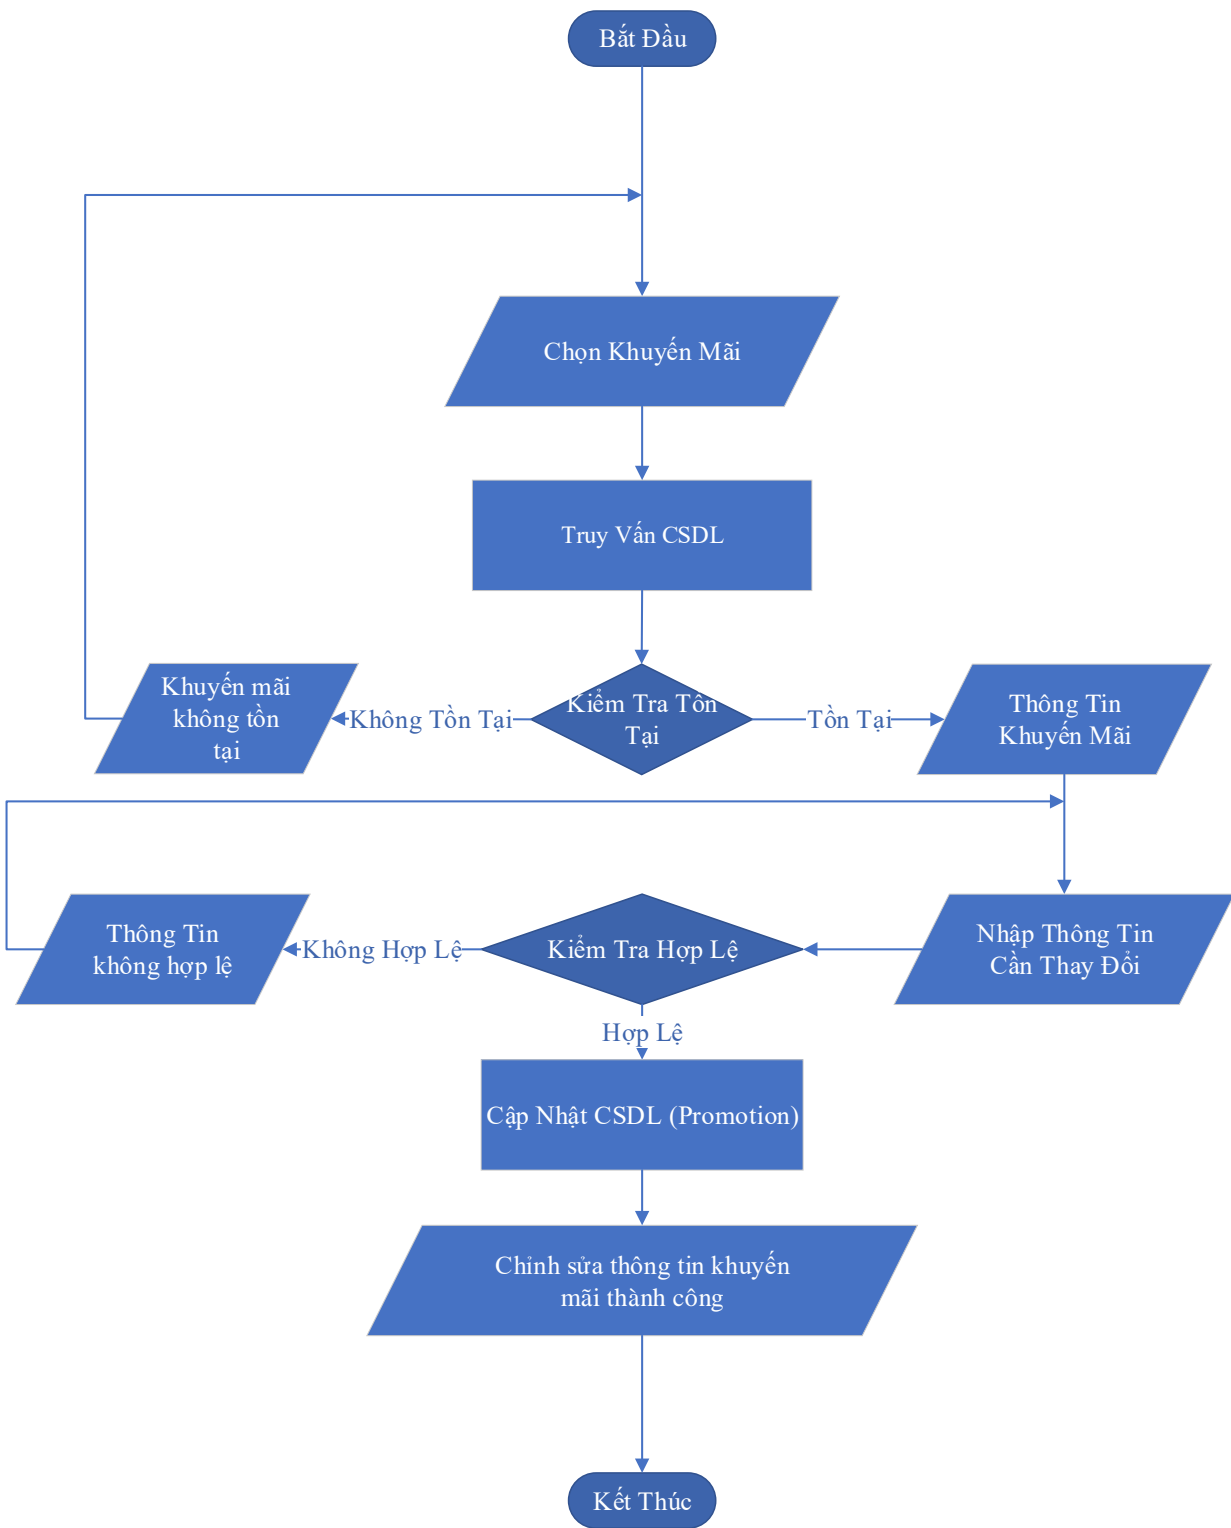 Bắt Đầu
Chọn Khuyến Mãi
Truy Vấn CSDL
Khuyến mãi
không tồn
tại
Không Tồn Tại
Kiểm Tra Tồn
Tại
Tồn Tại
Thông Tin
Khuyến Mãi
Thông Tin
không hợp lệ
Không Hợp Lệ
Kiểm Tra Hợp Lệ
Nhập Thông Tin
Cần Thay Đổi
Hợp Lệ
Cập Nhật CSDL (Promotion)
Chỉnh sửa thông tin khuyến
mãi thành công
Kết Thúc